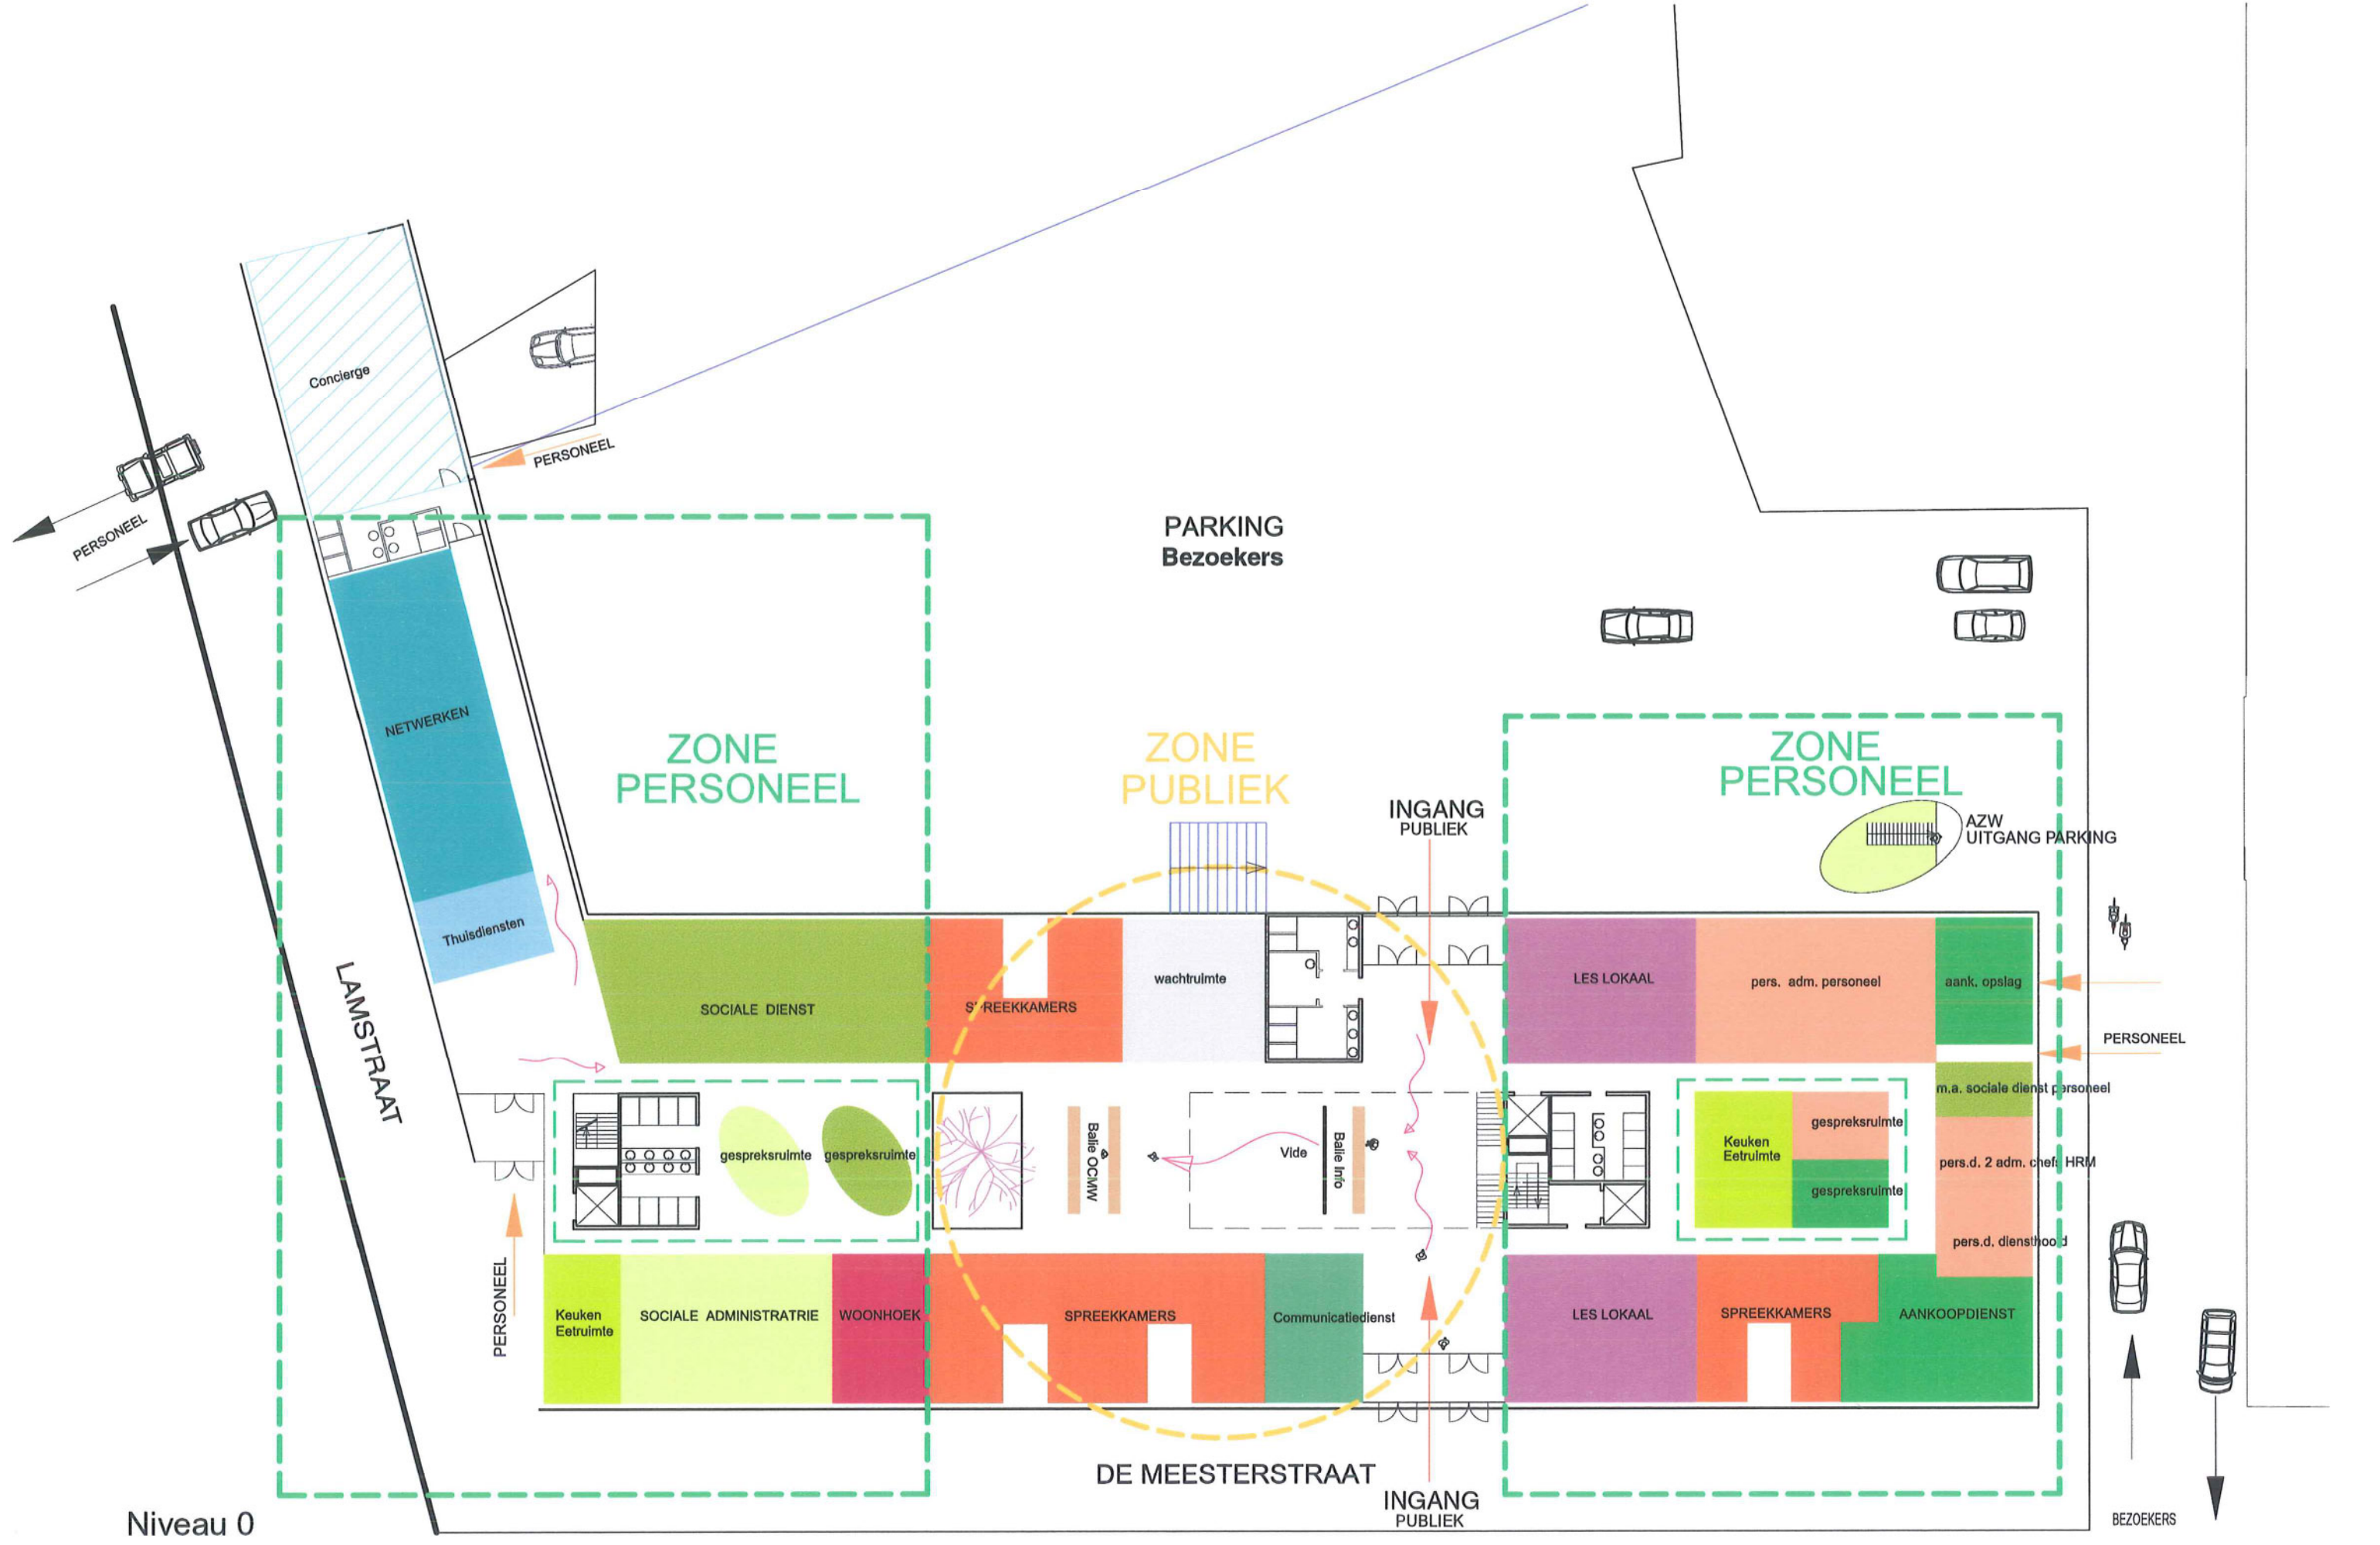 Concierge
PERSONEEL
PERSONEEL
PARKING
Bezoekers
NETWERKEN
ZONE
PERSONEEL
ZONE
PUBLIEK
ZONE
PERSONEEL
INGANG
PUBLIEK
AZW
UITGANG PARKING
Thuisdiensten
LAMSTRAAT
SOCIALE DIENST
SPREEKKAMERS
wachtruimte
LES LOKAAL
pers. adm. personeel
aank. opslag
PERSONEEL
m.a. sociale dienst personeel
gespreksruimte
gespreksruimte
Balie OCMW
Vide
Balie Info
Keuken
Eetruimte
gespreksruimte
gespreksruimte
pers.d. 2 adm. chefs HRM
pers.d. diensthoofd
PERSONEEL
Keuken
Eetruimte
SOCIALE ADMINISTRATRIE
WOONHOEK
SPREEKKAMERS
Communicatiedienst
LES LOKAAL
SPREEKKAMERS
AANKOOPDIENST
DE MEESTERSTRAAT
INGANG
PUBLIEK
BEZOEKERS
Niveau 0